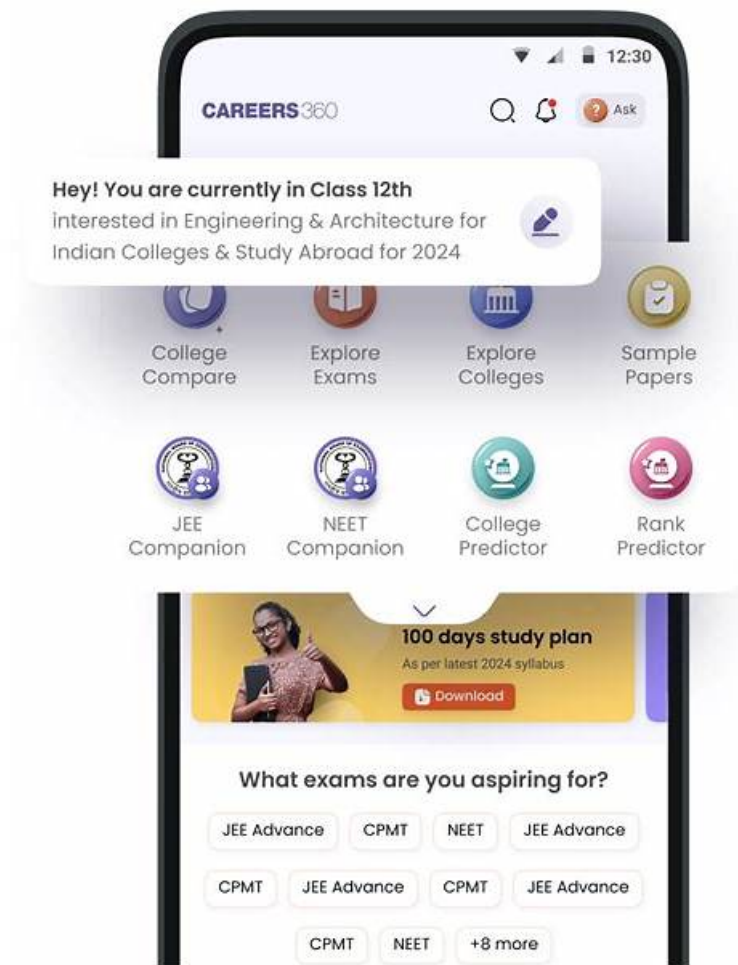 12:30
CAREERS360
Ask
Hey! You are currently in Class 12th
interested in Engineering & Architecture for
Indian Colleges & Study Abroad for 2024
College Compare
Explore Exams
Explore Colleges
Sample Papers
JEE Companion
NEET Companion
College Predictor
Rank Predictor
100 days study plan
As per latest 2024 syllabus
Download
What exams are you aspiring for?
JEE Advance CPMT NEET JEE Advance
CPMT JEE Advance CPMT JEE Advance
CPMT NEET +8 more